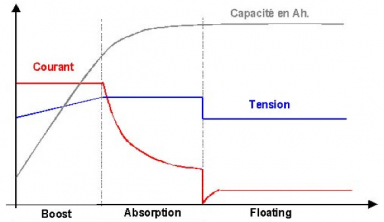 Capacité en Ah.
Courant
Tension
Boost Absorption Floating